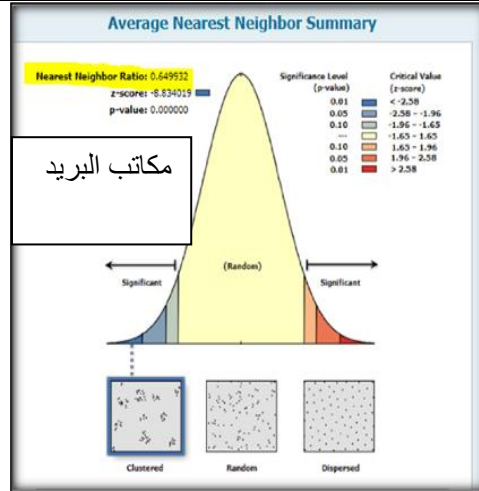 Average Nearest Neighbor Summary
Nearest Neighbor Ratio: 0.649932
z-score: -8.834019
p-value: 0.000000
مكاتب البريد
Significance Level (p-value)
Critical Value (z-score)
0.01 < -2.58
0.05 -2.58 - -1.96
0.10 -1.96 - -1.65
--- -1.65 - 1.65
0.10 1.65 - 1.96
0.05 1.96 - 2.58
0.01 > 2.58
(Random)
Significant Significant
Clustered Random Dispersed